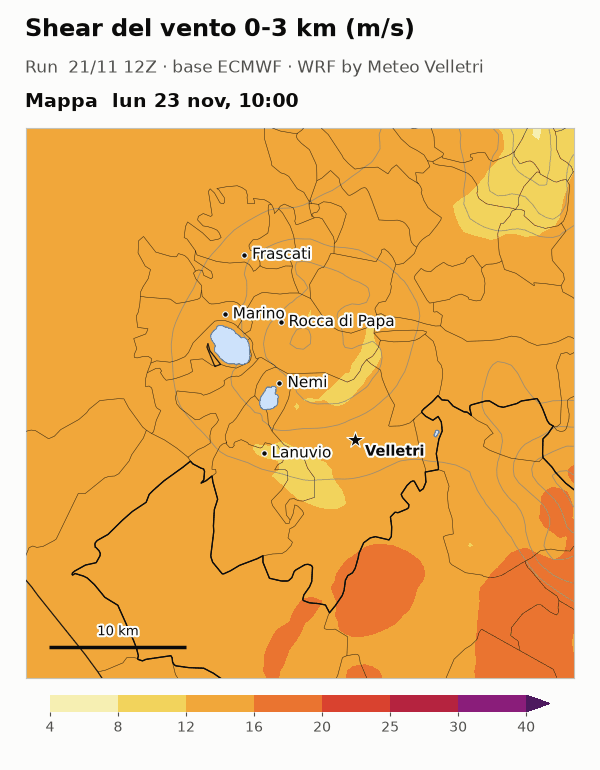 Shear del vento 0-3 km (m/s)
Run  21/11 12Z · base ECMWF · WRF by Meteo Velletri
Mappa  lun 23 nov, 10:00
Frascati
Marino
Rocca di Papa
Nemi
Velletri
Lanuvio
10 km
4 8 12 16 20 25 30 40